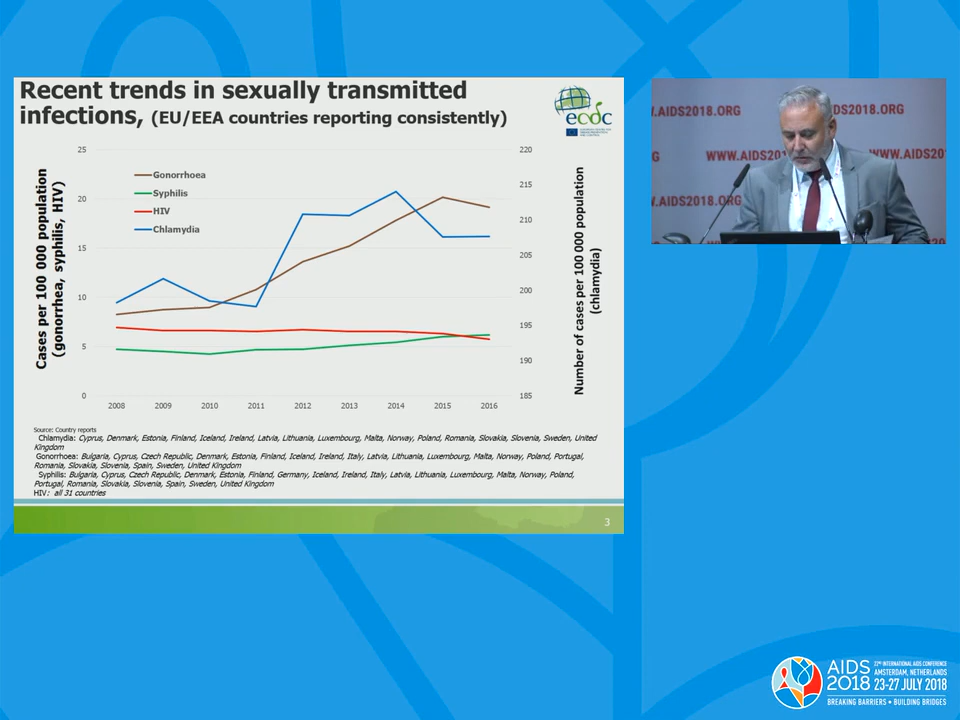 Recent trends in sexually transmitted
infections, (EU/EEA countries reporting consistently)
ecdc
25
20
15
10
5
0
Cases per 100 000 population
(gonorrhea, syphilis, HIV)
Gonorrhoea
Syphilis
HIV
Chlamydia
220
215
210
205
200
195
190
185
Number of cases per 100 000 population
(chlamydia)
2008 2009 2010 2011 2012 2013 2014 2015 2016
Source: Country reports
Chlamydia: Cyprus, Denmark, Estonia, Finland, Iceland, Ireland, Latvia, Lithuania, Luxembourg, Malta, Norway, Poland, Romania, Slovakia, Slovenia, Sweden, United
Kingdom
Gonorrhoea: Bulgaria, Cyprus, Czech Republic, Denmark, Estonia, Finland, Iceland, Ireland, Italy, Latvia, Lithuania, Luxembourg, Malta, Norway, Poland, Portugal,
Romania, Slovakia, Slovenia, Spain, Sweden, United Kingdom
Syphilis: Bulgaria, Cyprus, Czech Republic, Denmark, Estonia, Finland, Germany, Iceland, Ireland, Italy, Latvia, Lithuania, Luxembourg, Malta, Norway, Poland,
Portugal, Romania, Slovakia, Slovenia, Spain, Sweden, United Kingdom
HIV: all 31 countries
3
.AIDS2018.ORG
DS2018.ORG
G
WWW.AIDS201
WWW.AIDS20
.AIDS2018.ORG
AIDS
2018
22ND INTERNATIONAL AIDS CONFERENCE
AMSTERDAM, NETHERLANDS
23-27 JULY 2018
BREAKING BARRIERS • BUILDING BRIDGES